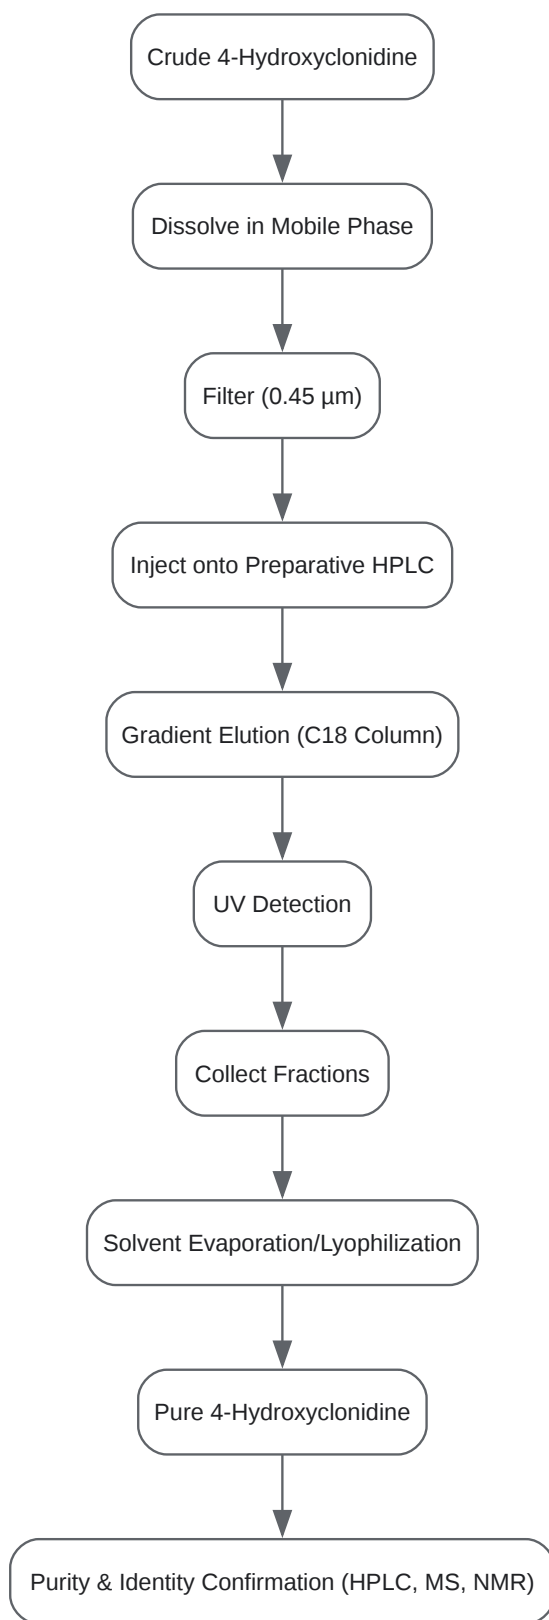 Crude 4-Hydroxyclonidine
Dissolve in Mobile Phase
Filter (0.45 µm)
Inject onto Preparative HPLC
Gradient Elution (C18 Column)
UV Detection
Collect Fractions
Solvent Evaporation/Lyophilization
Pure 4-Hydroxyclonidine
Purity & Identity Confirmation (HPLC, MS, NMR)